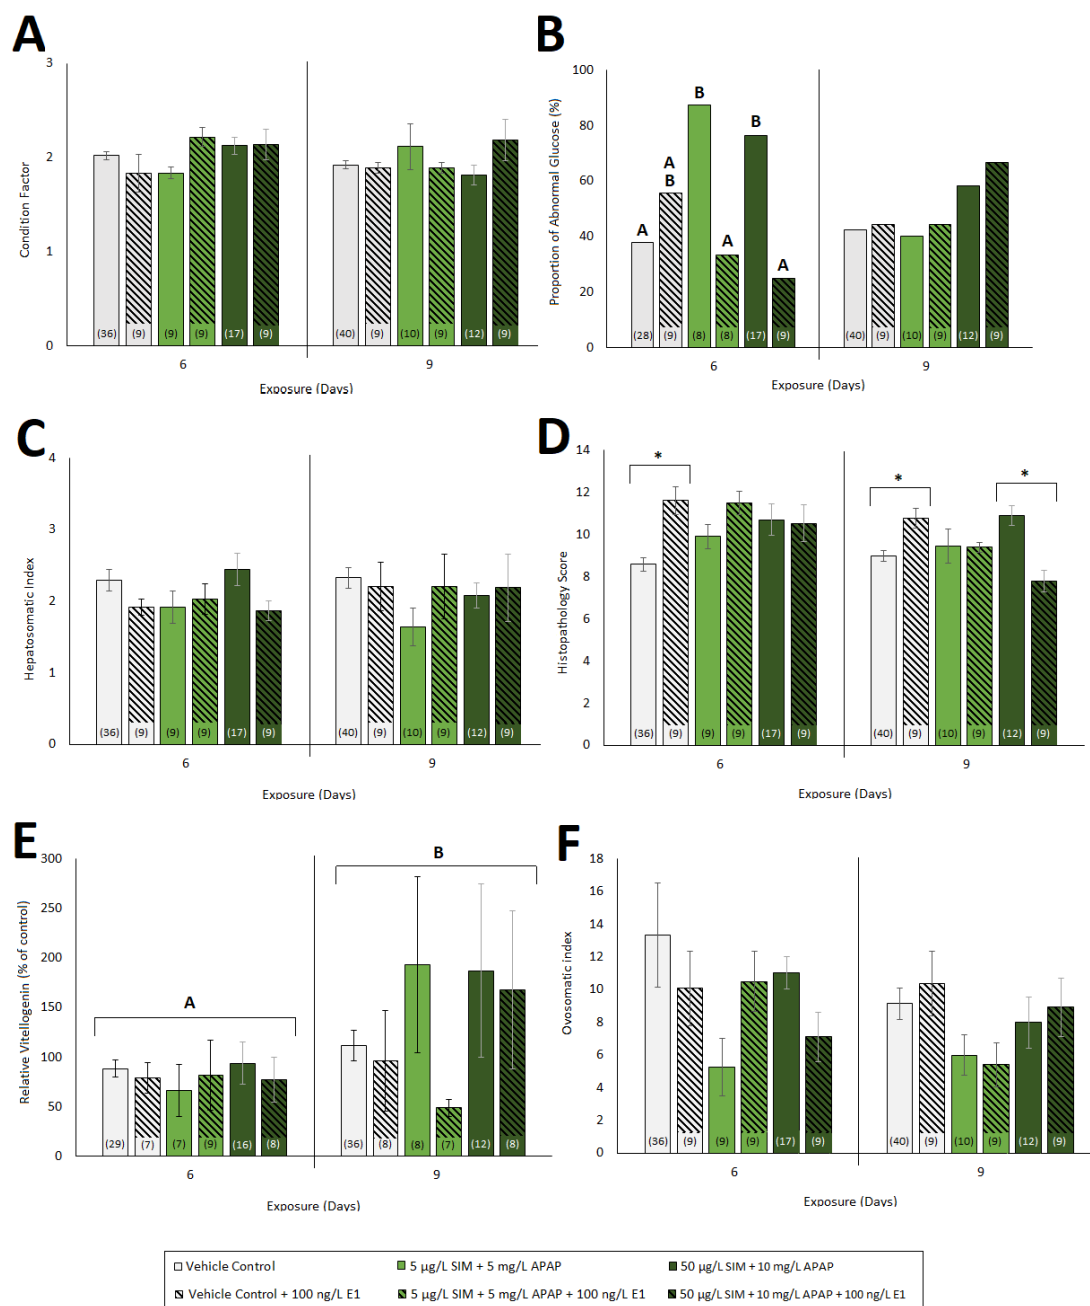 A
Condition Factor
3
2
1
0
(36) (9) (9) (9) (17) (9) (40) (9) (10) (9) (12) (9)
6 9
Exposure (Days)
B
Proportion of Abnormal Glucose (%)
100
80
60
40
20
0
A
A
B
B
A
B
A
(28) (9) (8) (8) (17) (9) (40) (9) (10) (9) (12) (9)
6 9
Exposure (Days)
C
Hepatosomatic Index
4
3
2
1
0
(36) (9) (9) (9) (17) (9) (40) (9) (10) (9) (12) (9)
6 9
Exposure (Days)
D
Histopathology Score
14
12
10
8
6
4
2
0
* * *
(36) (9) (9) (9) (17) (9) (40) (9) (10) (9) (12) (9)
6 9
Exposure (Days)
E
Relative Vitellogenin (% of control)
300
250
200
150
100
50
0
A
B
(29) (7) (7) (9) (16) (8) (36) (8) (8) (7) (12) (8)
6 9
Exposure (Days)
F
Ovosomatic index
18
16
14
12
10
8
6
4
2
0
(36) (9) (9) (9) (17) (9) (40) (9) (10) (9) (12) (9)
6 9
Exposure (Days)
Vehicle Control 5 µg/L SIM + 5 mg/L APAP 50 µg/L SIM + 10 mg/L APAP
Vehicle Control + 100 ng/L E1 5 µg/L SIM + 5 mg/L APAP + 100 ng/L E1 50 µg/L SIM + 10 mg/L APAP + 100 ng/L E1